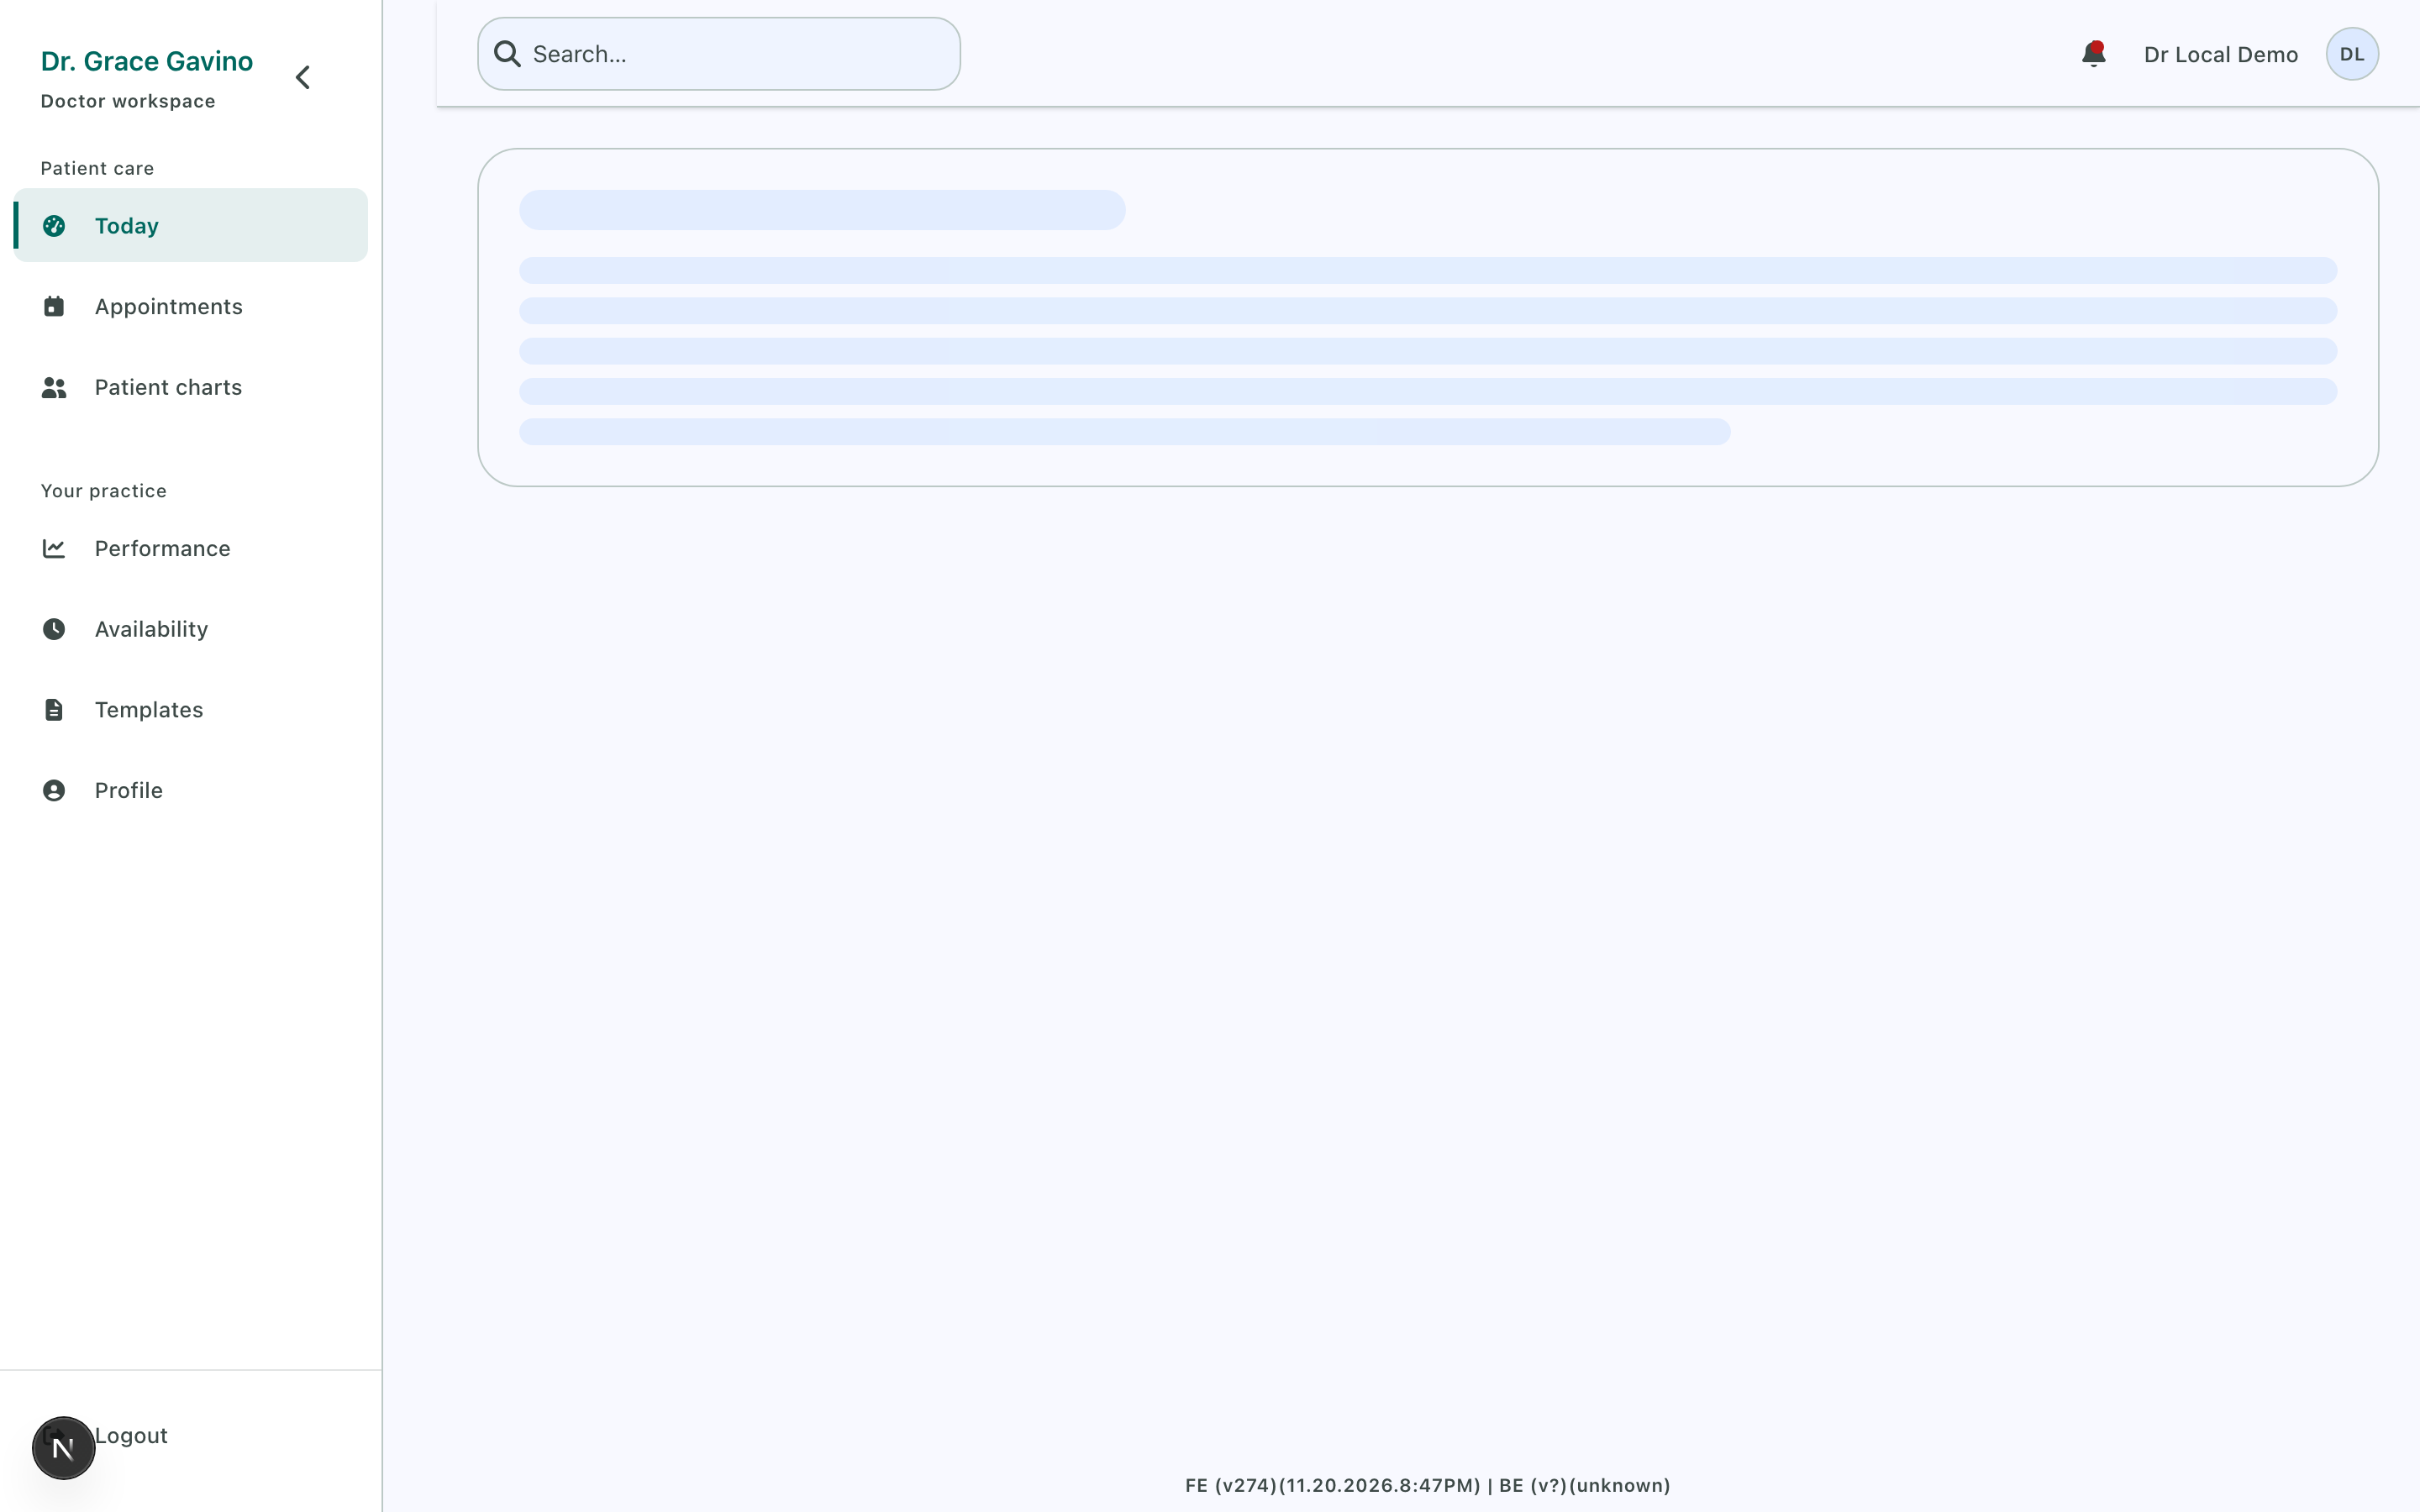 Dr. Grace Gavino
Doctor workspace
Patient care
Today
Appointments
Patient charts
Your practice
Performance
Availability
Templates
Profile
Logout
N
Search...
Dr Local Demo
DL
FE (v274)(11.20.2026.8:47PM) | BE (v?)(unknown)